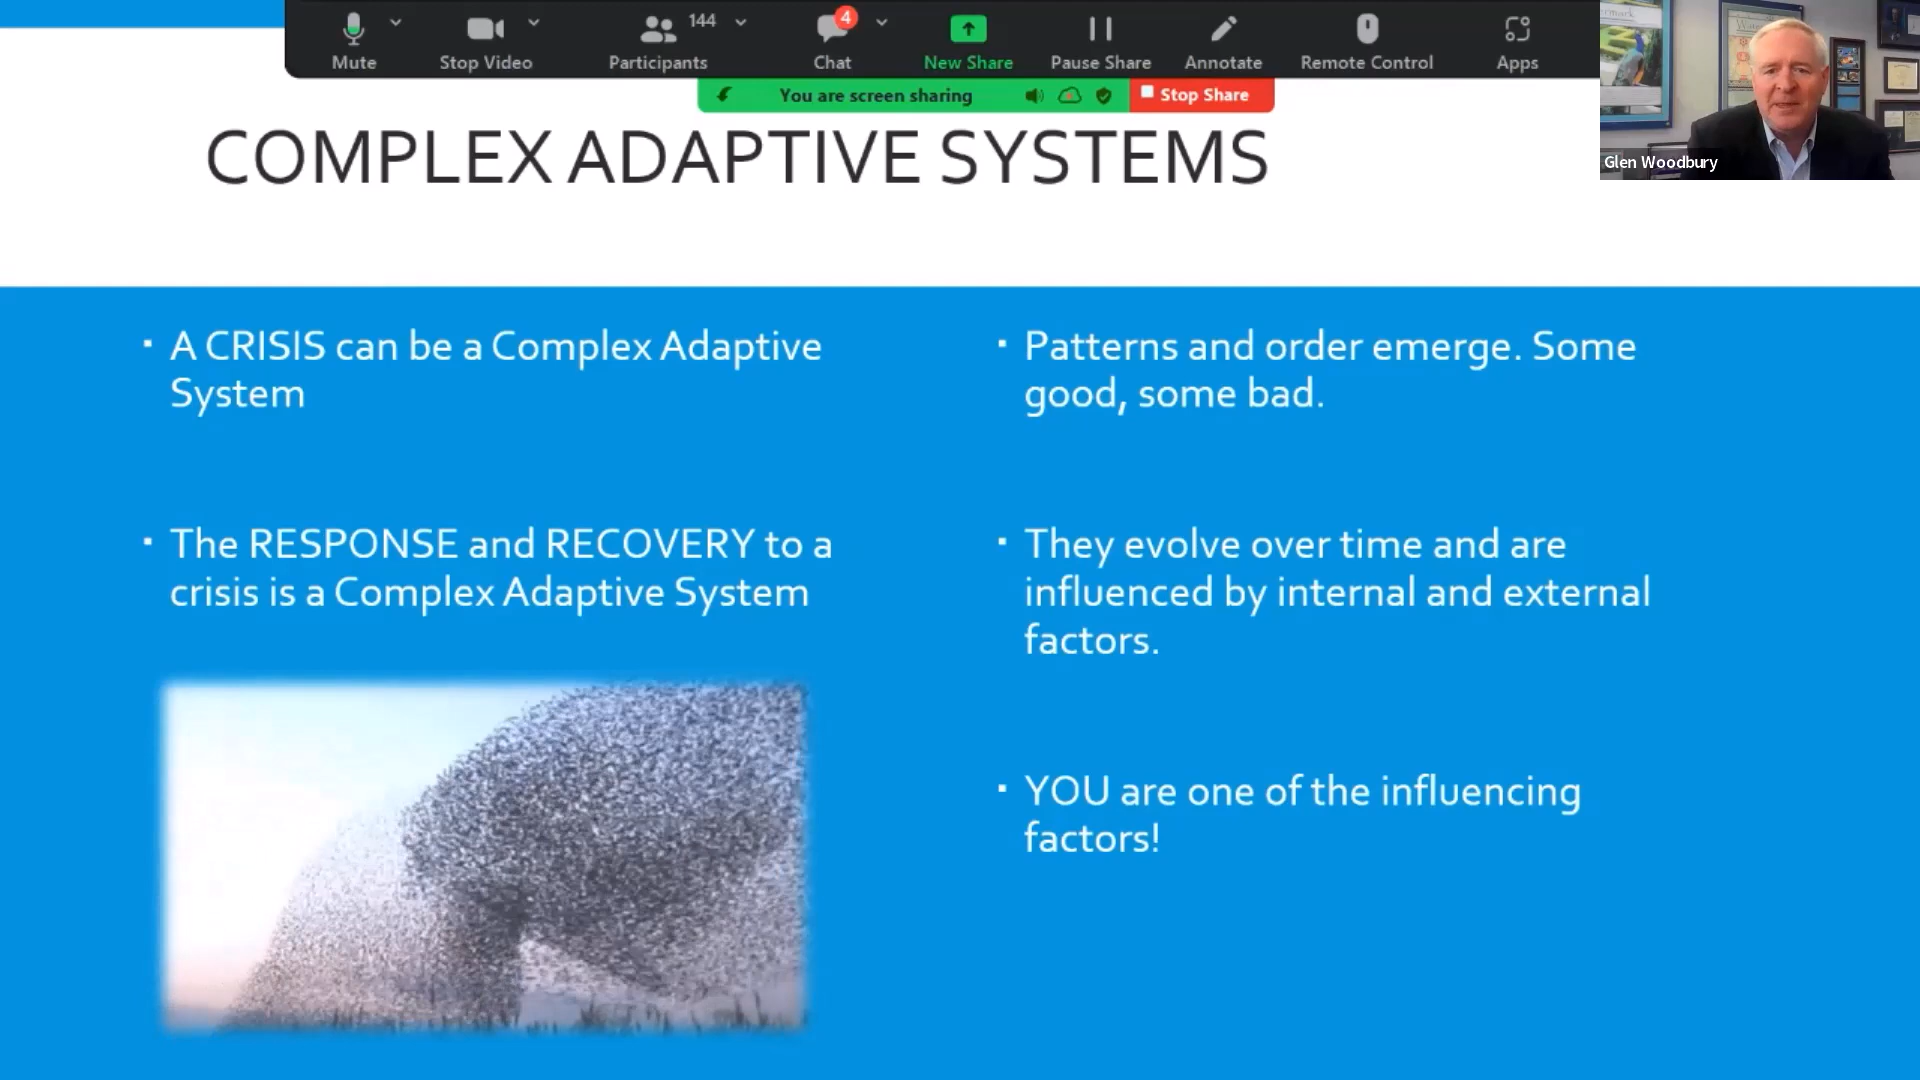 144
4
Mute
Stop Video
Participants
Chat
New Share
Pause Share
Annotate
Remote Control
Apps
You are screen sharing
Stop Share
Glen Woodbury
COMPLEX ADAPTIVE SYSTEMS
▪ A CRISIS can be a Complex Adaptive
System
▪ The RESPONSE and RECOVERY to a
crisis is a Complex Adaptive System
▪ Patterns and order emerge. Some
good, some bad.
▪ They evolve over time and are
influenced by internal and external
factors.
▪ YOU are one of the influencing
factors!